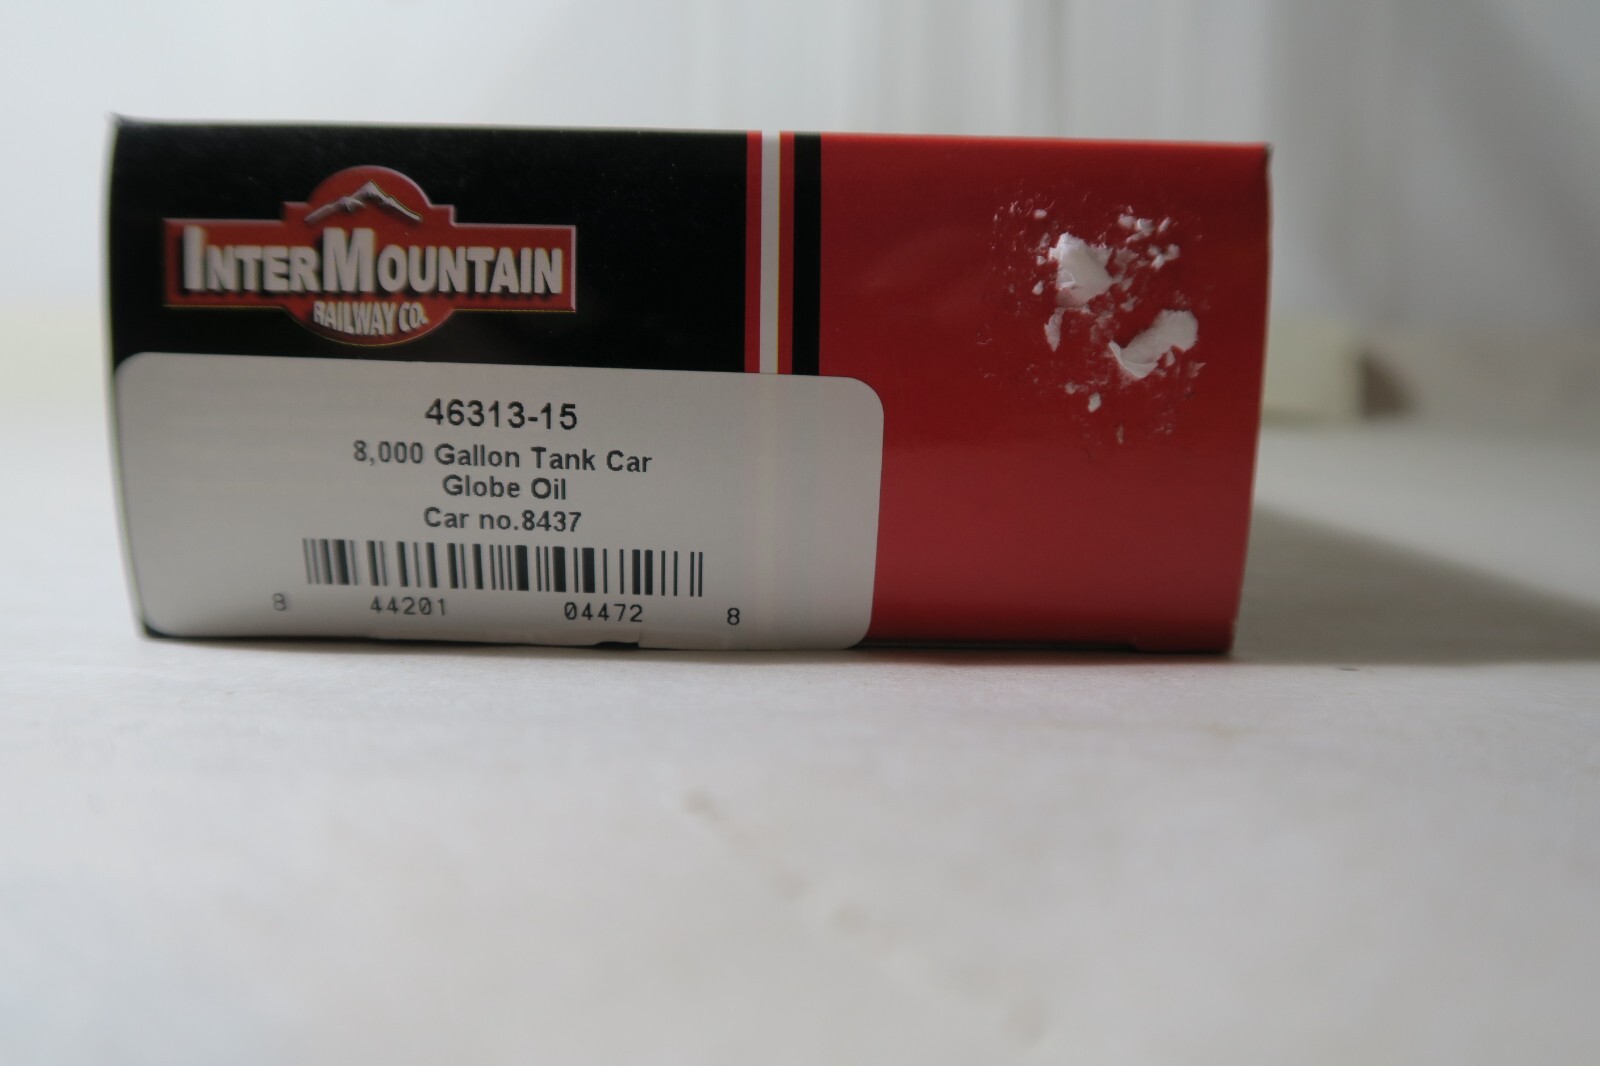 INTERMOUNTAIN
RAILWAY CO.
46313-15
8,000 Gallon Tank Car
Globe Oil
Car no.8437
8 44201 04472 8